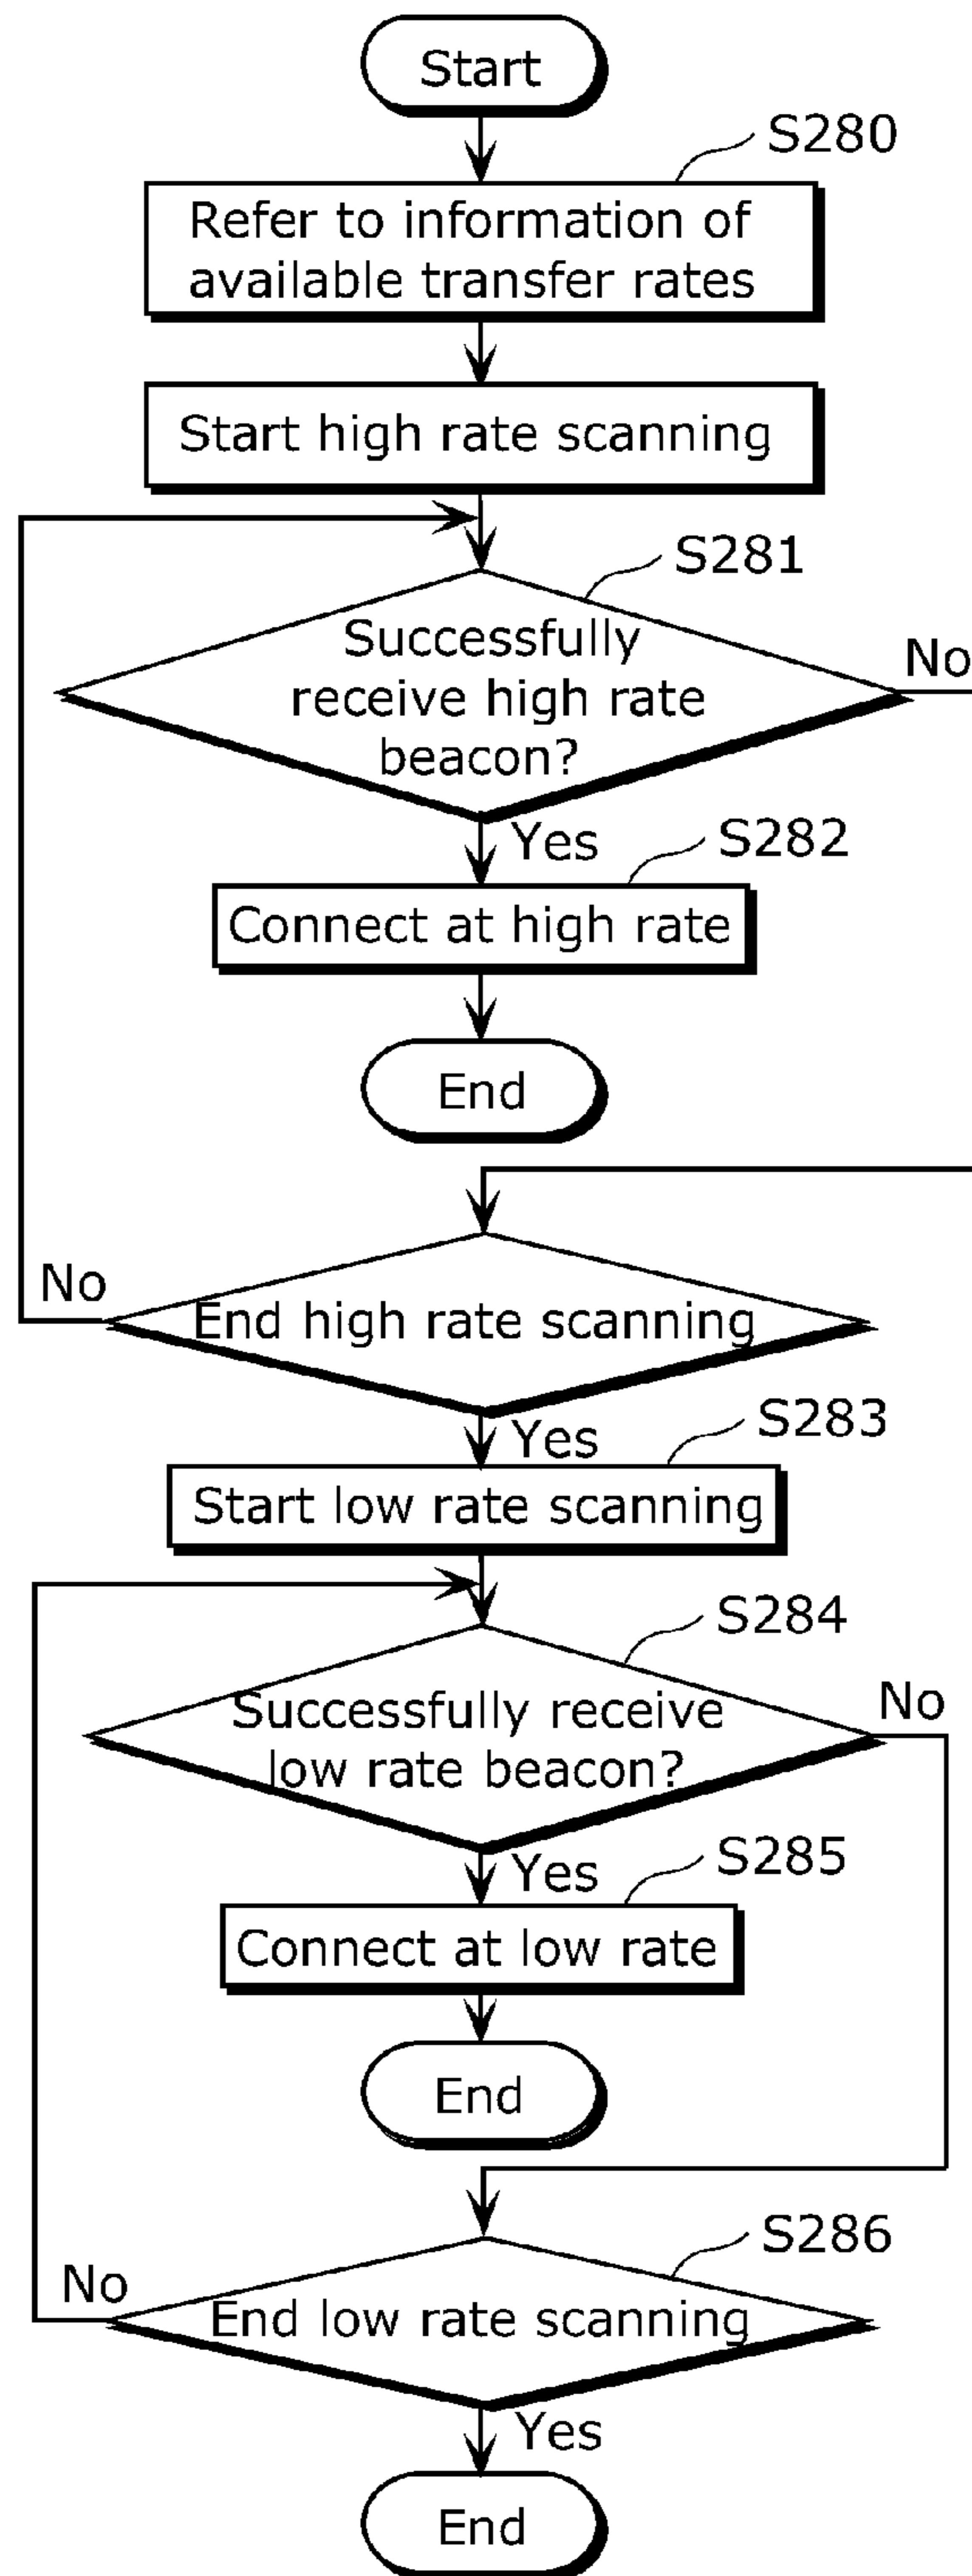 Start
S280
Refer to information of
available transfer rates
Start high rate scanning
S281
Successfully
receive high rate
beacon?
No
Yes
S282
Connect at high rate
End
No
End high rate scanning
Yes
S283
Start low rate scanning
S284
Successfully receive
low rate beacon?
No
Yes
S285
Connect at low rate
End
S286
No
End low rate scanning
Yes
End